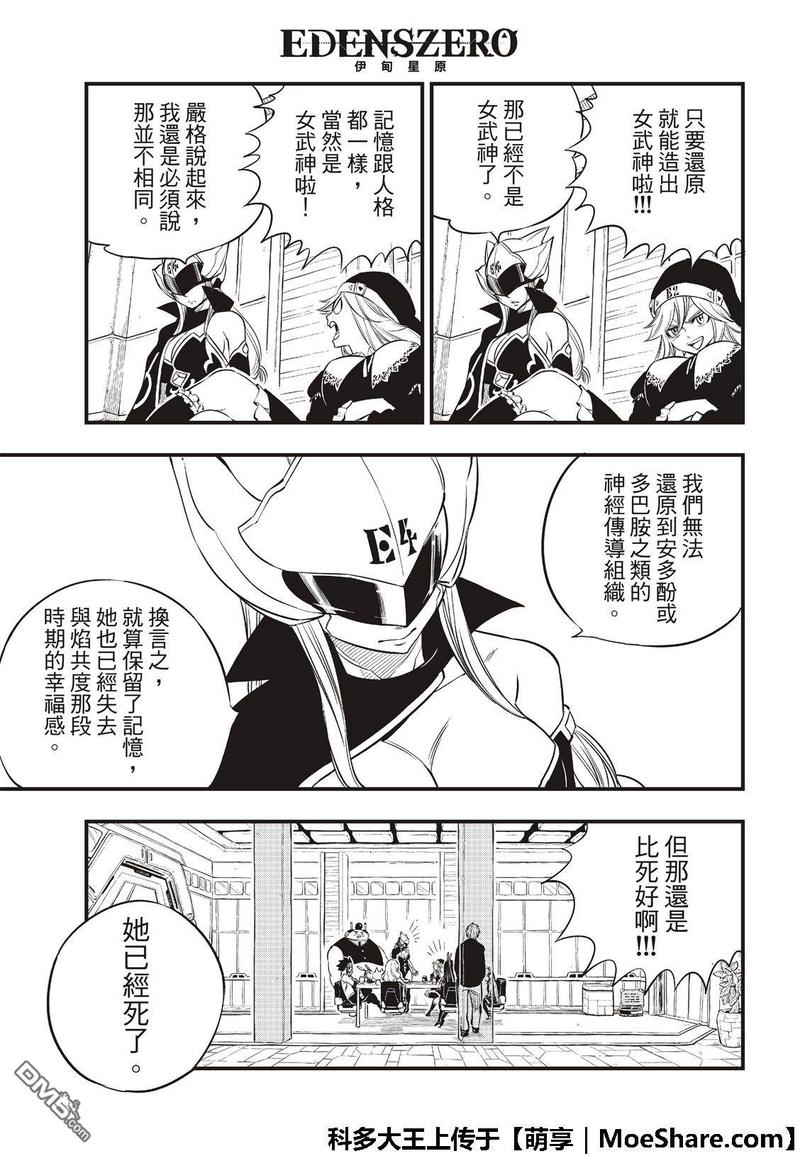 EDENSZERO
伊甸星原
只要還原
就能造出
女武神啦!!!
那已經不是
女武神了。
E2
記憶跟人格
都一樣，
當然是
女武神啦！
嚴格說起來，
我還是必須說
那並不相同。
E4
我們無法
還原到安多酚或
多巴胺之類的
神經傳導組織。
E4
換言之，
就算保留了記憶，
她也已經失去
與焰共度那段
時期的幸福感。
但那還是
比死好啊!!!
她已經死了。
DM5.com
科多大王上传于【萌享｜MoeShare.com】